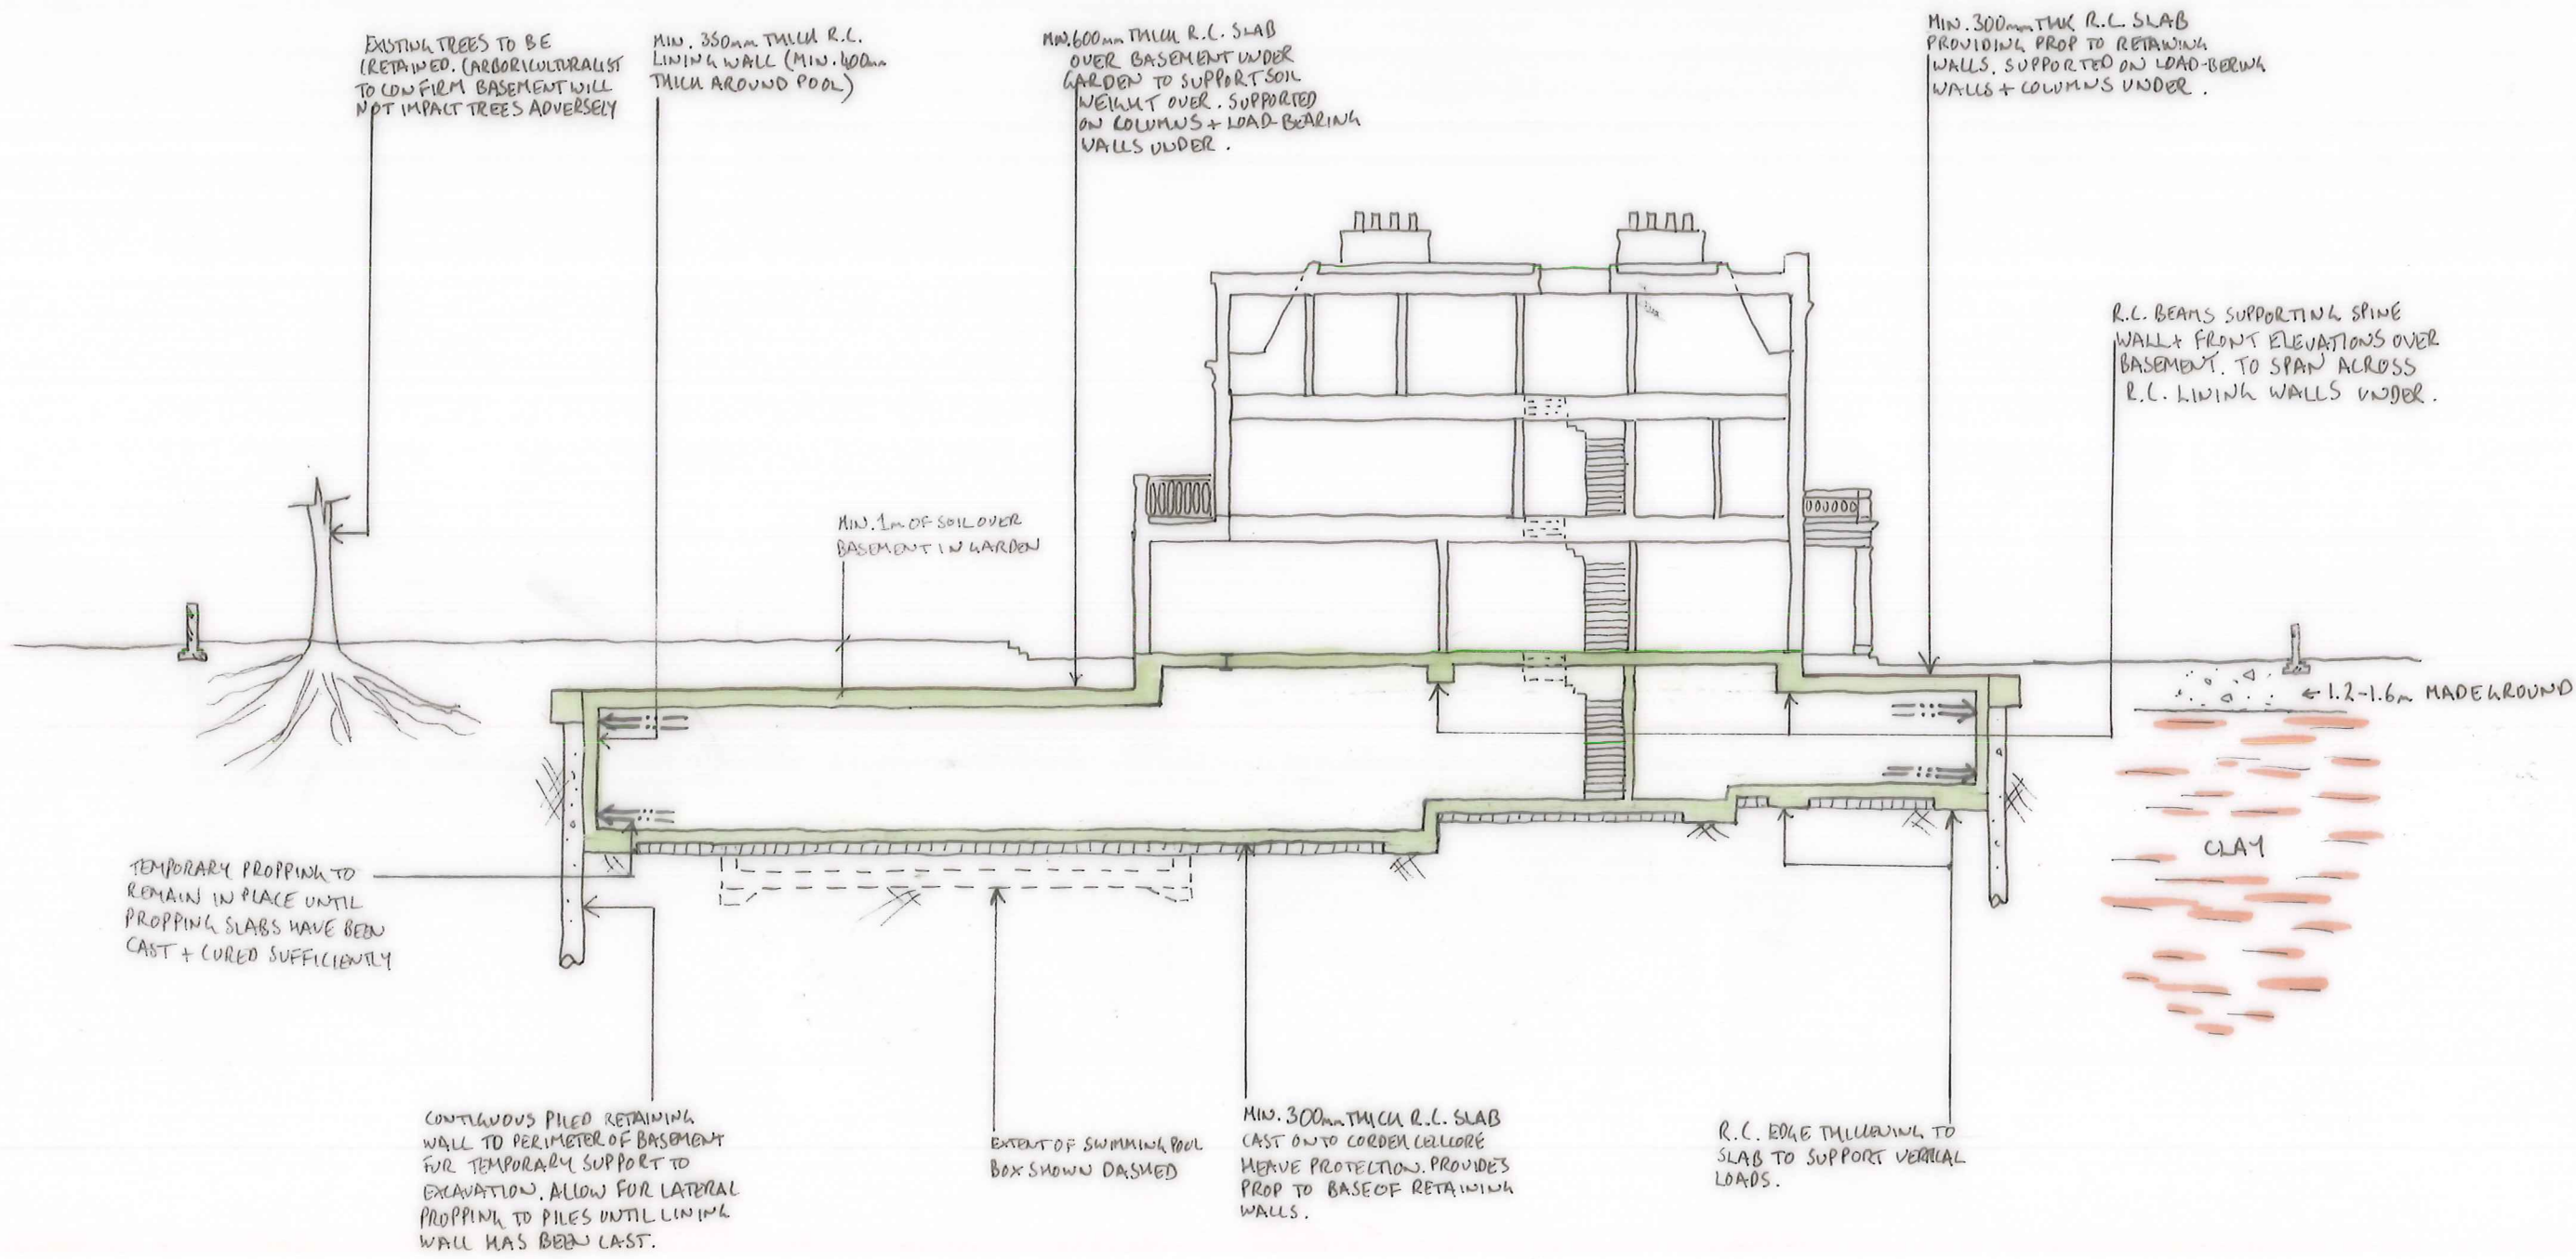 EXISTING TREES TO BE
RETAINED. (ARBORICULTURALIST
TO CONFIRM BASEMENT WILL
NOT IMPACT TREES ADVERSELY
MIN. 350mm THICK R.C.
LINING WALL (MIN. 400mm
THICK AROUND POOL)
MIN. 600mm THICK R.C. SLAB
OVER BASEMENT UNDER
GARDEN TO SUPPORT SOIL
WEIGHT OVER. SUPPORTED
ON COLUMNS + LOAD-BEARING
WALLS UNDER.
MIN. 300mm THK R.C. SLAB
PROVIDING PROP TO RETAINING
WALLS. SUPPORTED ON LOAD-BERING
WALLS + COLUMNS UNDER.
R.C. BEAMS SUPPORTING SPINE
WALL + FRONT ELEVATIONS OVER
BASEMENT. TO SPAN ACROSS
R.C. LINING WALLS UNDER.
MIN. 1m OF SOIL OVER
BASEMENT IN GARDEN
1.2-1.6m MADE GROUND
CLAY
TEMPORARY PROPPING TO
REMAIN IN PLACE UNTIL
PROPPING SLABS HAVE BEEN
CAST + CURED SUFFICIENTLY
CONTIGUOUS PILED RETAINING
WALL TO PERIMETER OF BASEMENT
FOR TEMPORARY SUPPORT TO
EXCAVATION. ALLOW FOR LATERAL
PROPPING TO PILES UNTIL LINING
WALL HAS BEEN CAST.
EXTENT OF SWIMMING POOL
BOX SHOWN DASHED
MIN. 300mm THICK R.C. SLAB
CAST ONTO CORDEK CELLCORE
HEAVE PROTECTION. PROVIDES
PROP TO BASE OF RETAINING
WALLS.
R.C. EDGE THICKENING TO
SLAB TO SUPPORT VERTICAL
LOADS.